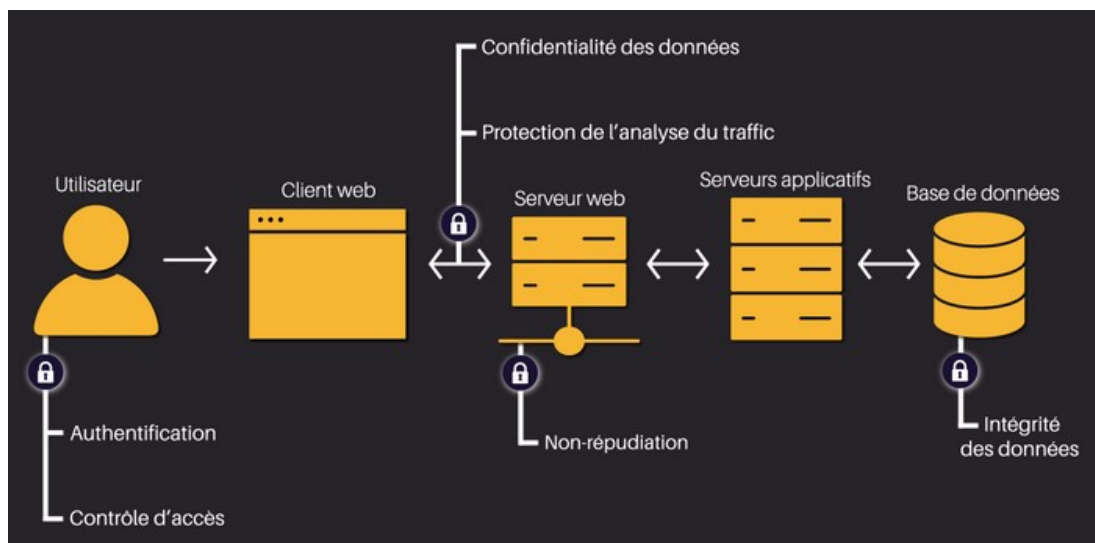 Confidentialité des données
Protection de l'analyse du traffic
Utilisateur
Client web
Serveur web
Serveurs applicatifs
Base de données
Authentification
Contrôle d'accès
Non-répudiation
Intégrité
des données